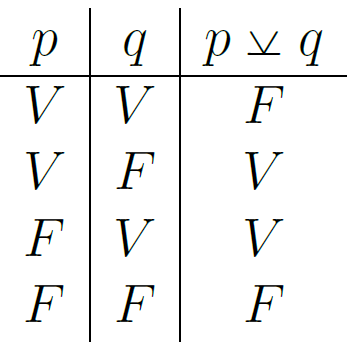 p q p ⊻ q
V V F
V F V
F V V
F F F